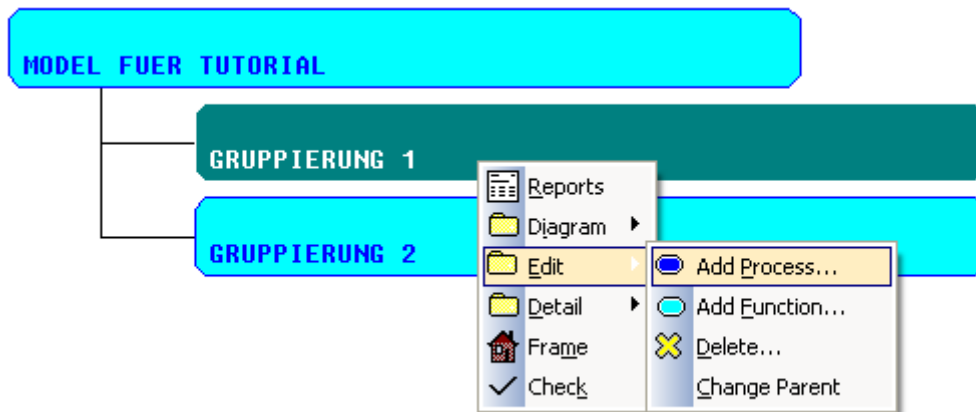 MODEL FUER TUTORIAL
GRUPPIERUNG 1
GRUPPIERUNG 2
Reports
Diagram
Edit
Detail
Frame
Check
Add Process...
Add Function...
Delete...
Change Parent